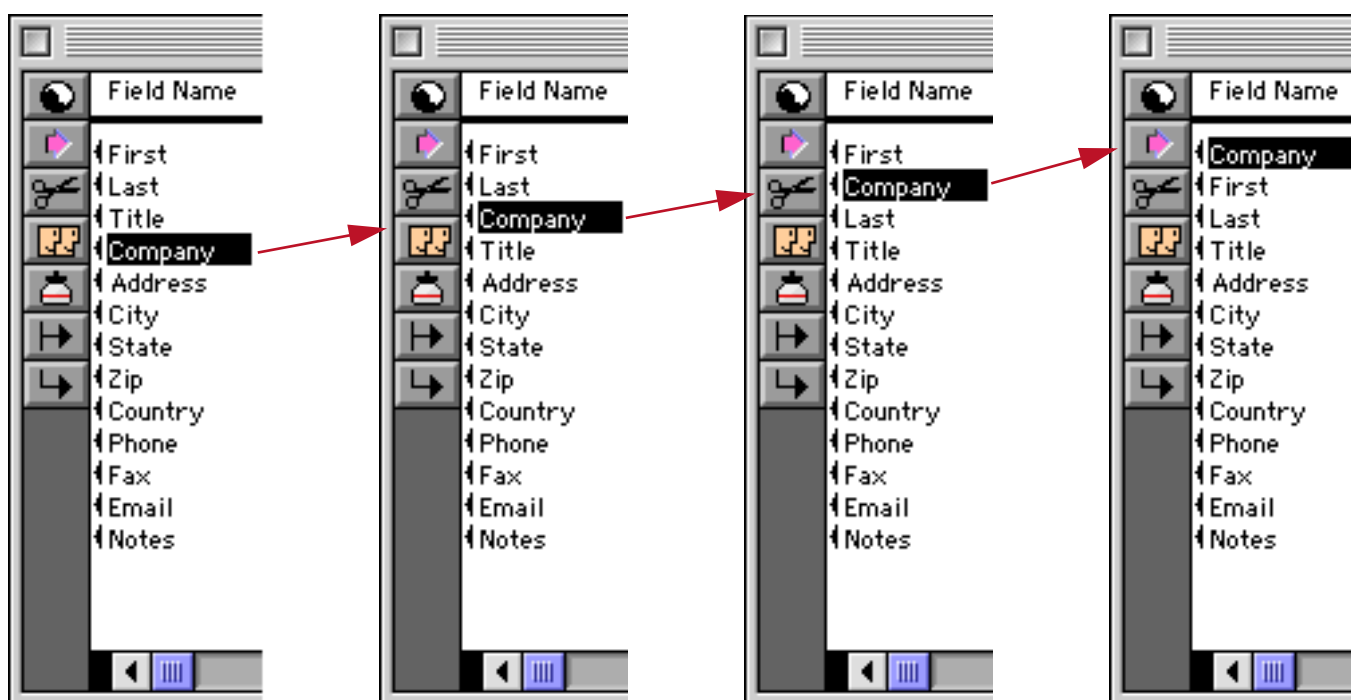 Field Name
First
Last
Title
Company
Address
City
State
Zip
Country
Phone
Fax
Email
Notes
Field Name
First
Last
Company
Title
Address
City
State
Zip
Country
Phone
Fax
Email
Notes
Field Name
First
Company
Last
Title
Address
City
State
Zip
Country
Phone
Fax
Email
Notes
Field Name
Company
First
Last
Title
Address
City
State
Zip
Country
Phone
Fax
Email
Notes